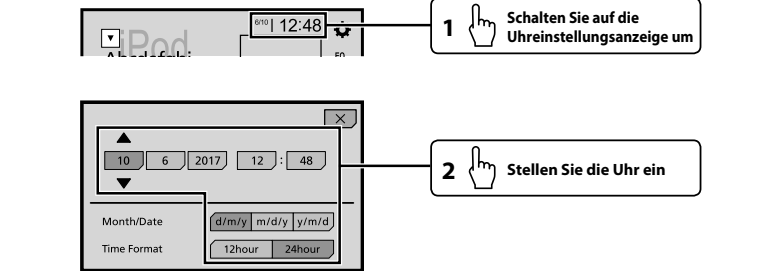 6/10 | 12:48
iPod
1 Schalten Sie auf die
Uhreinstellungsanzeige um
10 6 2017 12 : 48
2 Stellen Sie die Uhr ein
Month/Date d/m/y m/d/y y/m/d
Time Format 12hour 24hour